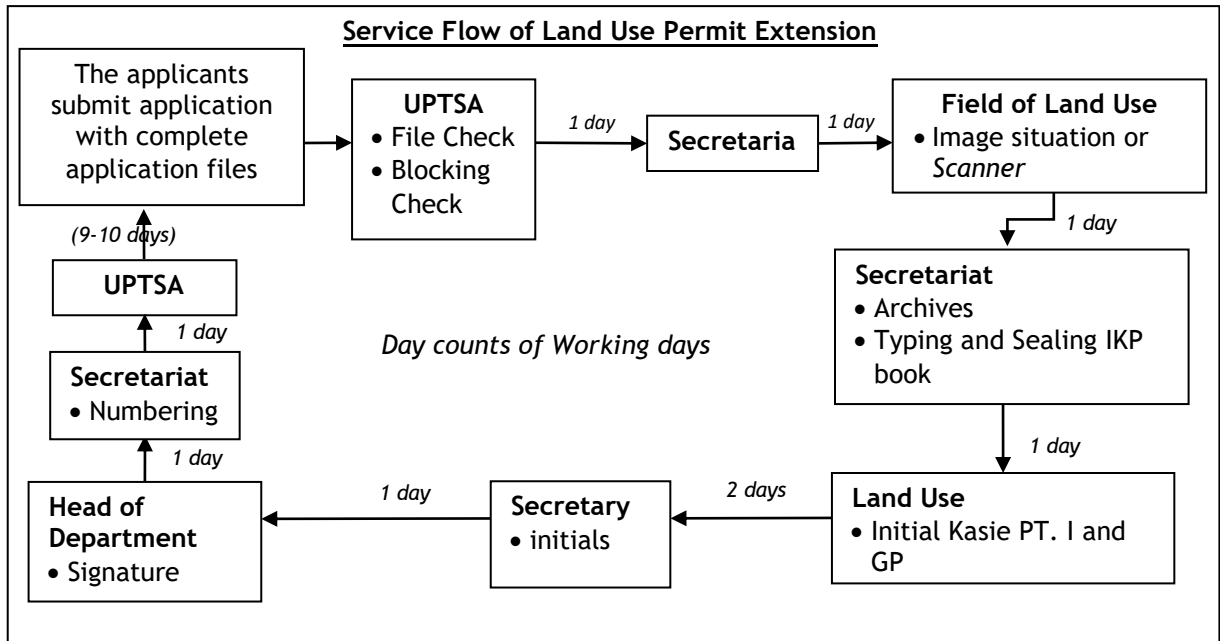 Service Flow of Land Use Permit Extension
The applicants
submit application
with complete
application files
UPTSA
• File Check
• Blocking
Check
1 day
Secretaria
1 day
Field of Land Use
• Image situation or
Scanner
1 day
Secretariat
• Archives
• Typing and Sealing IKP
book
1 day
Land Use
• Initial Kasie PT. I and
GP
2 days
Secretary
• initials
1 day
Head of
Department
• Signature
1 day
Secretariat
• Numbering
1 day
UPTSA
(9-10 days)
Day counts of Working days